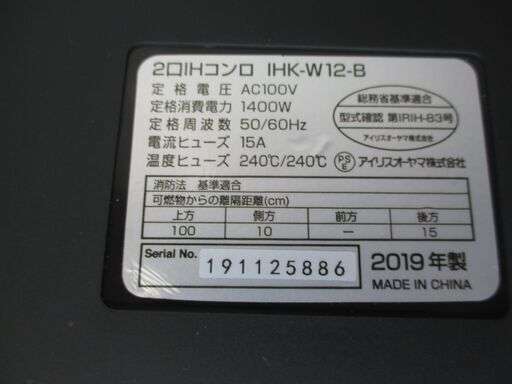 2口IHコンロ IHK-W12-B
定格電圧 AC100V
定格消費電力 1400W
定格周波数 50/60Hz
電流ヒューズ 15A
温度ヒューズ 240℃/240℃
総務省基準適合
型式確認 第IRIH-83号
アイリスオーヤマ株式会社
PSE アイリスオーヤマ株式会社
消防法 基準適合
可燃物からの離隔距離(cm)
上方 側方 前方 後方
100 10 ー 15
Serial No. 191125886
2019年製
MADE IN CHINA